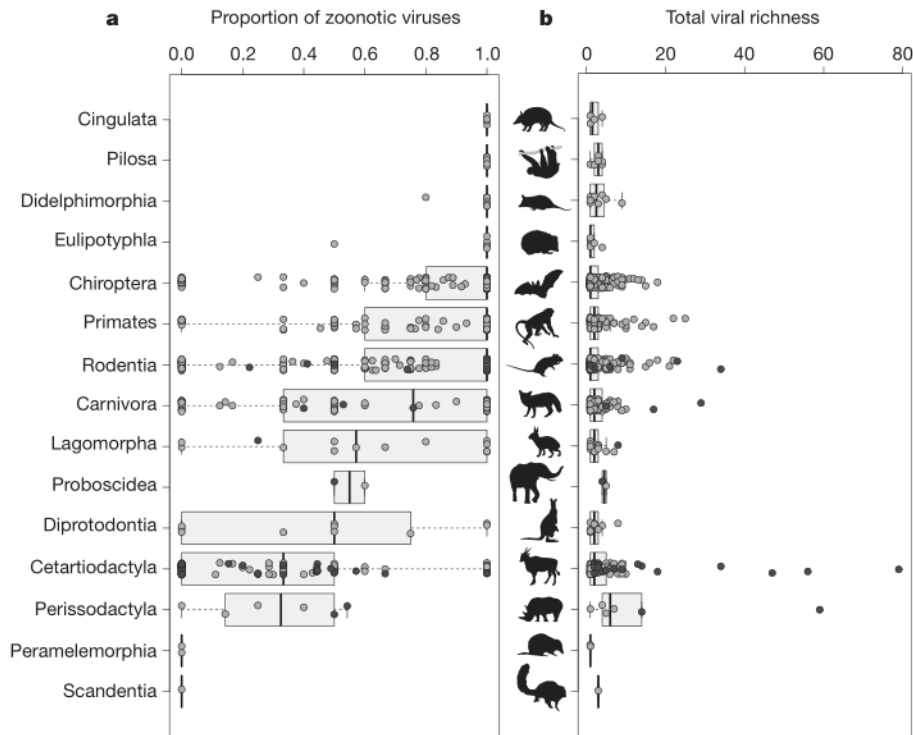 a Proportion of zoonotic viruses b Total viral richness
0.0 0.2 0.4 0.6 0.8 1.0 0 20 40 60 80
Cingulata
Pilosa
Didelphimorphia
Eulipotyphla
Chiroptera
Primates
Rodentia
Carnivora
Lagomorpha
Proboscidea
Diprotodontia
Cetartiodactyla
Perissodactyla
Peramelemorphia
Scandentia